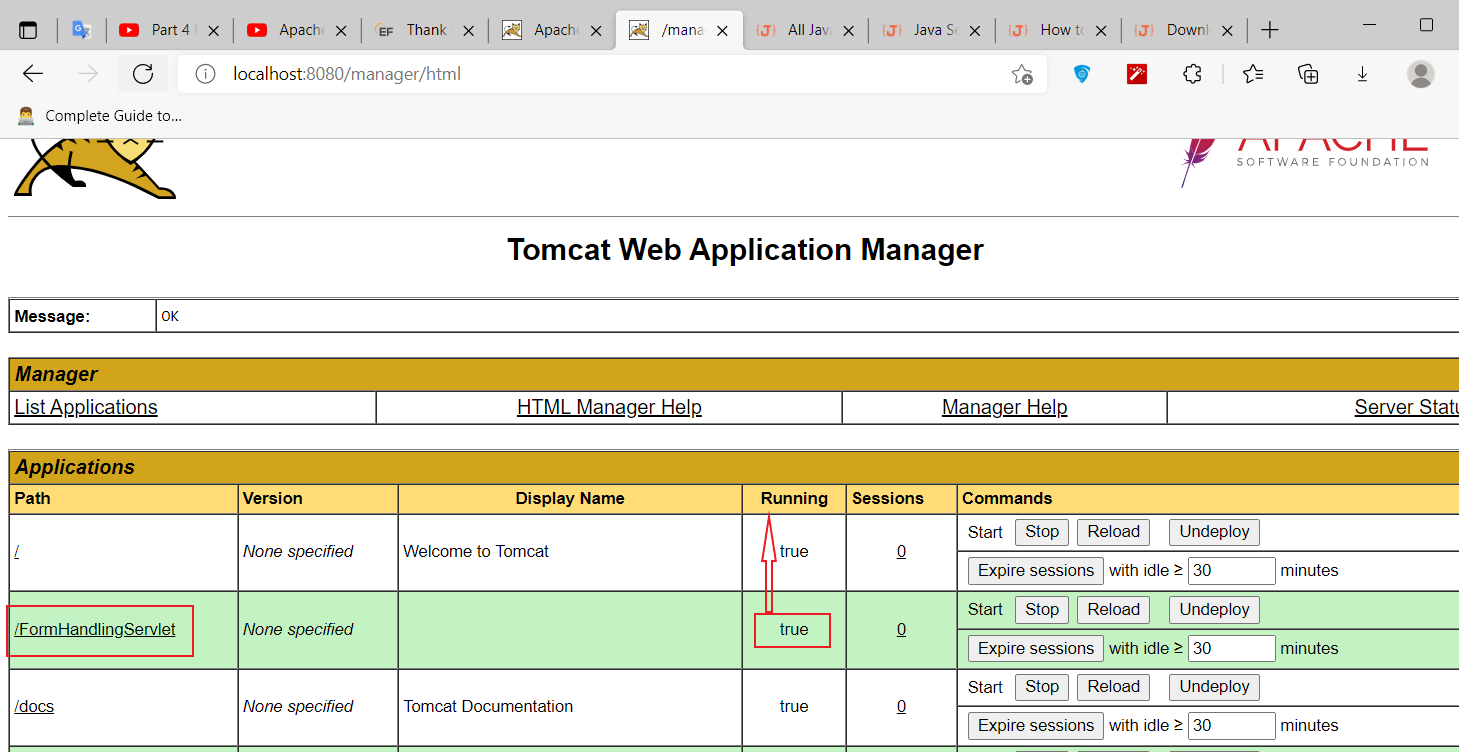 Part 4
Apache
EF Thank
Apache
/mana
{J} All Java
{J} Java Se
{J} How to
{J} Downl
localhost:8080/manager/html
Complete Guide to...
SOFTWARE FOUNDATION
Tomcat Web Application Manager
Message: OK
Manager
List Applications HTML Manager Help Manager Help Server Statu
Applications
Path Version Display Name Running Sessions Commands
/ None specified Welcome to Tomcat true 0 Start Stop Reload Undeploy
Expire sessions with idle ≥ 30 minutes
/FormHandlingServlet None specified true 0 Start Stop Reload Undeploy
Expire sessions with idle ≥ 30 minutes
/docs None specified Tomcat Documentation true 0 Start Stop Reload Undeploy
Expire sessions with idle ≥ 30 minutes